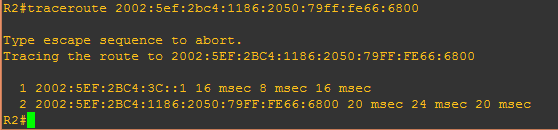 R2#traceroute 2002:5ef:2bc4:1186:2050:79ff:fe66:6800
Type escape sequence to abort.
Tracing the route to 2002:5EF:2BC4:1186:2050:79FF:FE66:6800
1 2002:5EF:2BC4:3C::1 16 msec 8 msec 16 msec
2 2002:5EF:2BC4:1186:2050:79FF:FE66:6800 20 msec 24 msec 20 msec
R2#